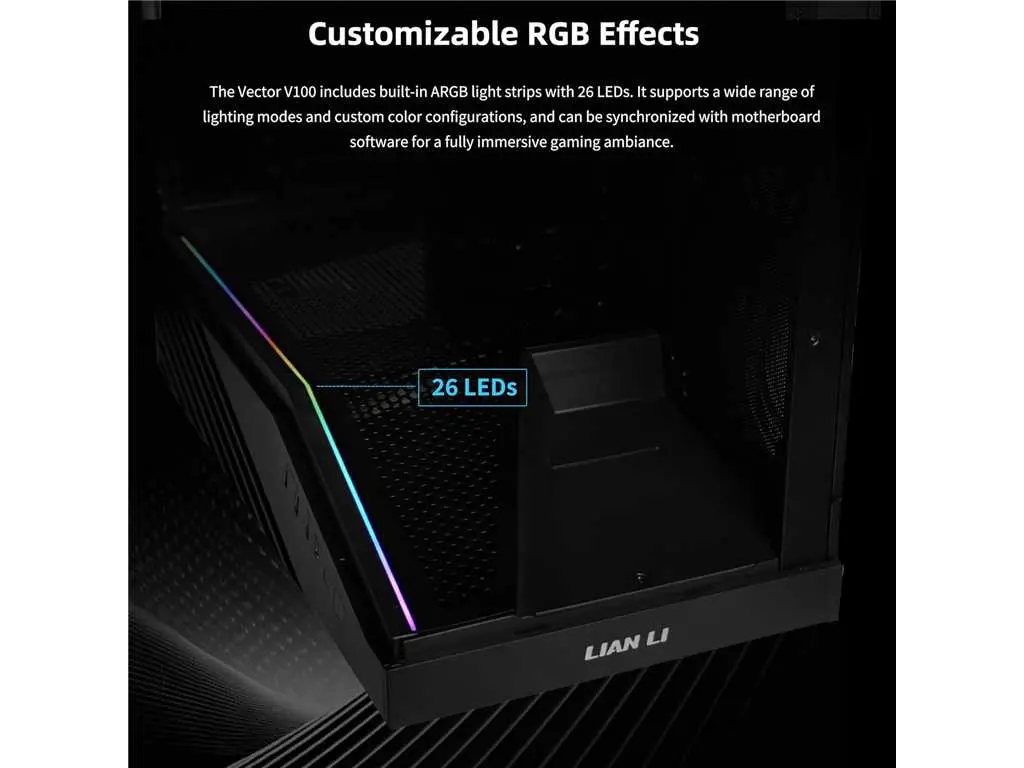 Customizable RGB Effects
The Vector V100 includes built-in ARGB light strips with 26 LEDs. It supports a wide range of
lighting modes and custom color configurations, and can be synchronized with motherboard
software for a fully immersive gaming ambiance.
26 LEDs
LIAN LI